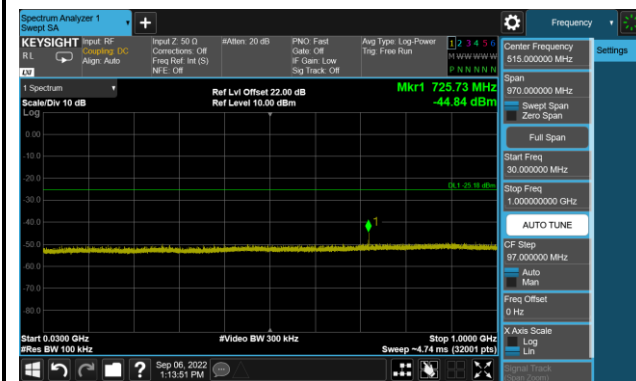 Spectrum Analyzer 1
Swept SA
Frequency
KEYSIGHT
Input: RF
Coupling: DC
Align: Auto
Input Z: 50 Ω
Corrections: Off
Freq Ref: Int (S)
NFE: Off
#Atten: 20 dB
PNO: Fast
Gate: Off
IF Gain: Low
Sig Track: Off
Avg Type: Log-Power
Trig: Free Run
1 2 3 4 5 6
M W W W W W
P N N N N N
RL
LXI
Center Frequency
515.000000 MHz
Settings
1 Spectrum
Scale/Div 10 dB
Log
Ref Lvl Offset 22.00 dB
Ref Level 10.00 dBm
Mkr1 725.73 MHz
-44.84 dBm
Span
970.000000 MHz
Swept Span
Zero Span
Full Span
0.00
-10.0
-20.0
-30.0
-40.0
-50.0
-60.0
-70.0
-80.0
DL1 -25.18 dBm
1
Start Freq
30.000000 MHz
Stop Freq
1.000000000 GHz
AUTO TUNE
CF Step
97.000000 MHz
Auto
Man
Freq Offset
0 Hz
X Axis Scale
Log
Lin
Signal Track
(Span Zoom)
Start 0.0300 GHz
#Res BW 100 kHz
#Video BW 300 kHz
Stop 1.0000 GHz
Sweep ~4.74 ms (32001 pts)
Sep 06, 2022
1:13:51 PM